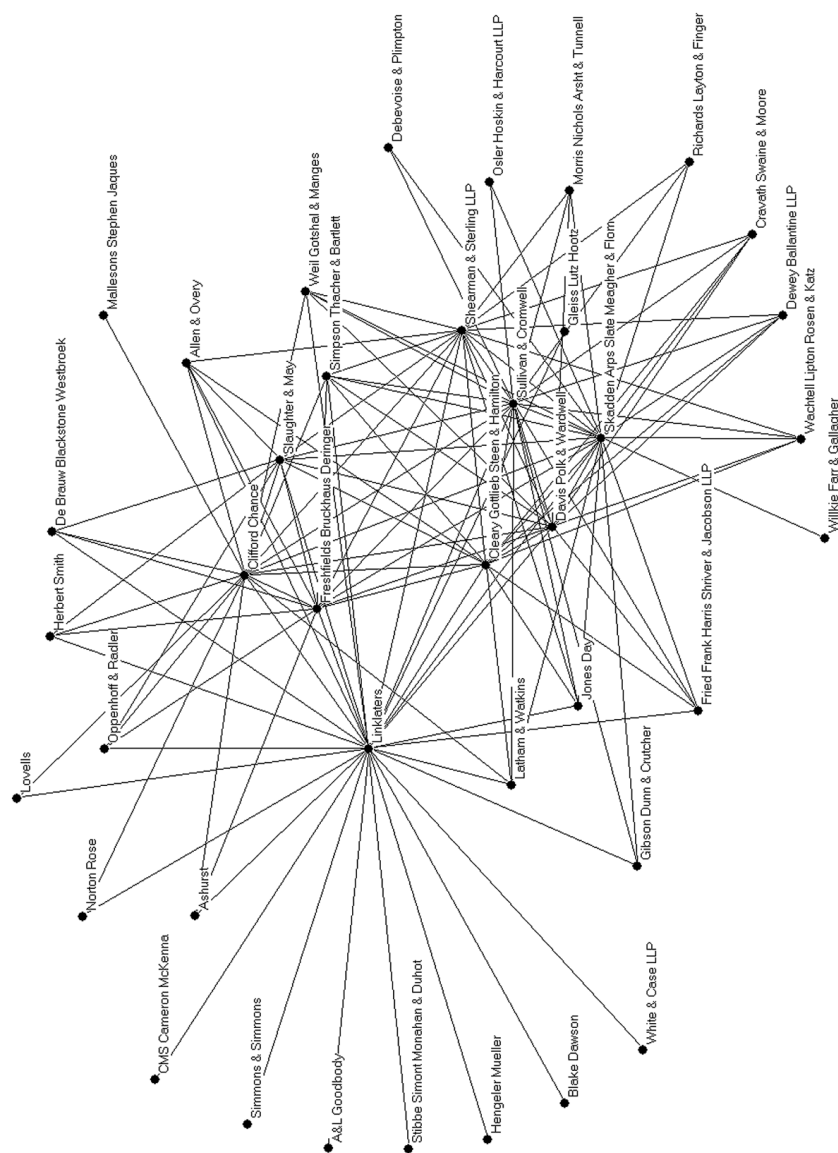 Debevoise & Plimpton
Osler Hoskin & Harcourt LLP
Morris Nichols Arsht & Tunnell
Richards Layton & Finger
Cravath Swaine & Moore
Dewey Ballantine LLP
Wachtell Lipton Rosen & Katz
Willkie Farr & Gallagher
Mallesons Stephen Jaques
Weil Gotshal & Manges
Simpson Thacher & Bartlett
Shearman & Sterling LLP
Sullivan & Cromwell
Gleiss Lutz Hootz
Skadden Aps Slate Meagher & Flom
Allen & Overy
Slaughter & May
Freshfields Bruckhaus Deringer
Cleary Gottlieb Steen & Hamilton
Davis Polk & Wardwell
De Brauw Blackstone Westbroek
Clifford Chance
Herbert Smith
Oppenhoff & Radler
Linklaters
Latham & Watkins
Jones Day
Fried Frank Harris Shriver & Jacobson LLP
Lovells
Gibson Dunn & Crutcher
Norton Rose
Ashurst
CMS Cameron McKenna
Simmons & Simmons
A&L Goodbody
Stibbe Simont Monahan & Duhot
Hengeler Mueller
Blake Dawson
White & Case LLP